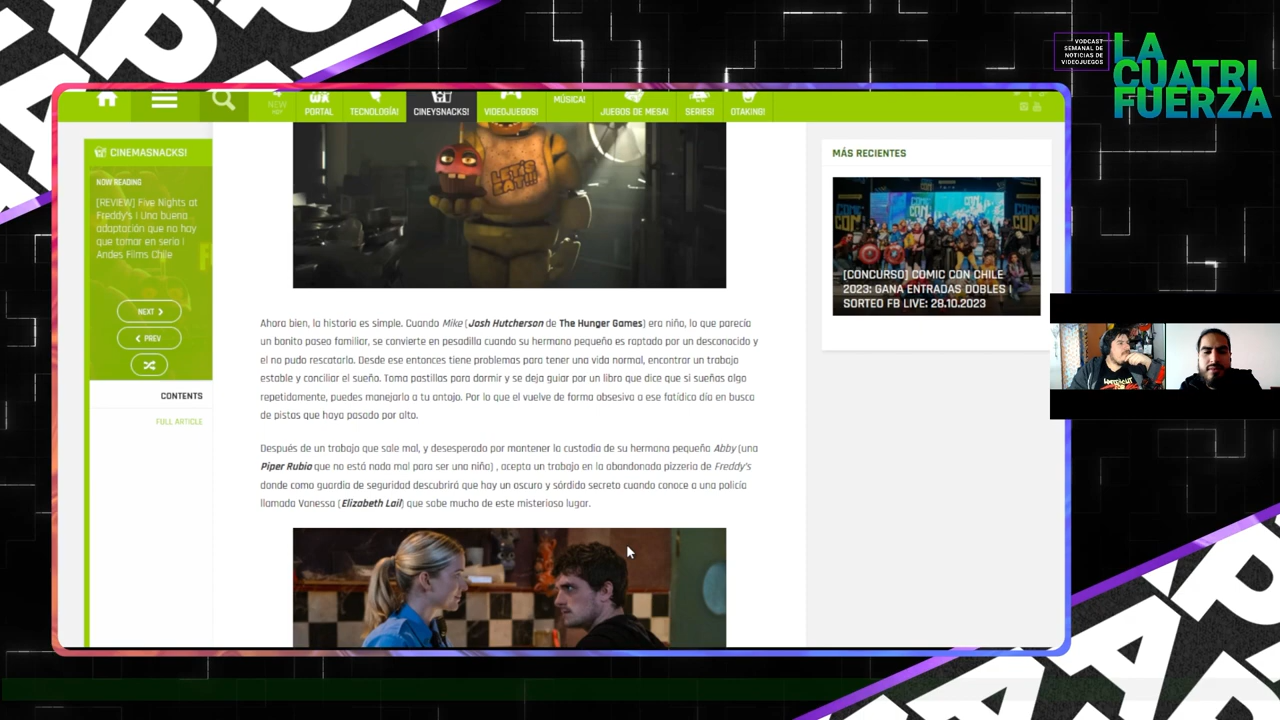 VODCAST
SEMANAL DE
NOTICIAS DE
VIDEOJUEGOS
LA
CUATRI
FUERZA
NEW
PORTAL
TECNOLOGÍA!
CINEYSNACKS!
VIDEOJUEGOS!
MÚSICA!
JUEGOS DE MESA!
SERIES!
OTAKING!
CINEMASNACKS!
NOW READING
[REVIEW] Five Nights at
Freddy's | Una buena
adaptación que no hay
que tomar en serio |
Andes Films Chile
NEXT
PREV
CONTENTS
FULL ARTICLE
LET'S
EAT!!!
Ahora bien, la historia es simple. Cuando Mike (Josh Hutcherson de The Hunger Games) era niño, lo que parecía
un bonito paseo familiar, se convierte en pesadilla cuando su hermano pequeño es raptado por un desconocido y
el no pudo rescatarlo. Desde ese entonces tiene problemas para tener una vida normal, encontrar un trabajo
estable y conciliar el sueño. Toma pastillas para dormir y se deja guiar por un libro que dice que si sueñas algo
repetidamente, puedes manejarlo a tu antojo. Por lo que el vuelve de forma obsesiva a ese fatídico día en busca
de pistas que haya pasado por alto.
Después de un trabajo que sale mal, y desesperado por mantener la custodia de su hermana pequeña Abby (una
Piper Rubio que no está nada mal para ser una niña) , acepta un trabajo en la abandonada pizzeria de Freddy's
donde como guardia de seguridad descubrirá que hay un oscuro y sórdido secreto cuando conoce a una policía
llamada Vanessa (Elizabeth Lail) que sabe mucho de este misterioso lugar.
MÁS RECIENTES
[CONCURSO] COMIC CON CHILE
2023: GANA ENTRADAS DOBLES |
SORTEO FB LIVE: 28.10.2023